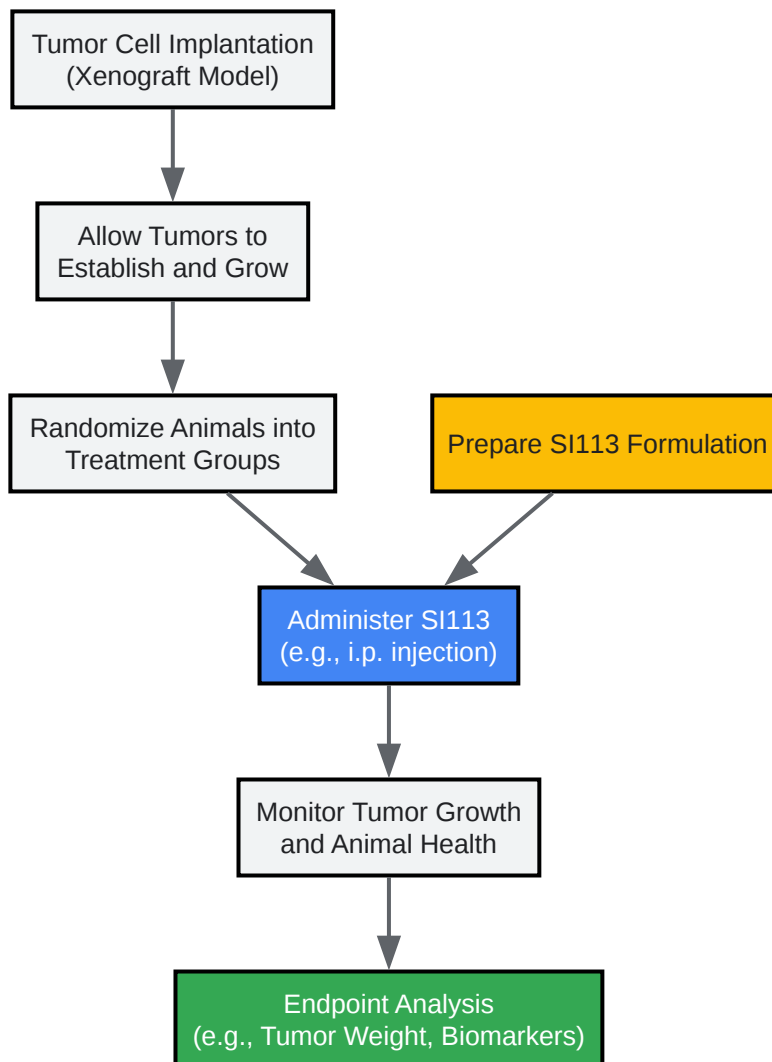 Tumor Cell Implantation
(Xenograft Model)
Allow Tumors to
Establish and Grow
Randomize Animals into
Treatment Groups
Prepare SI113 Formulation
Administer SI113
(e.g., i.p. injection)
Monitor Tumor Growth
and Animal Health
Endpoint Analysis
(e.g., Tumor Weight, Biomarkers)